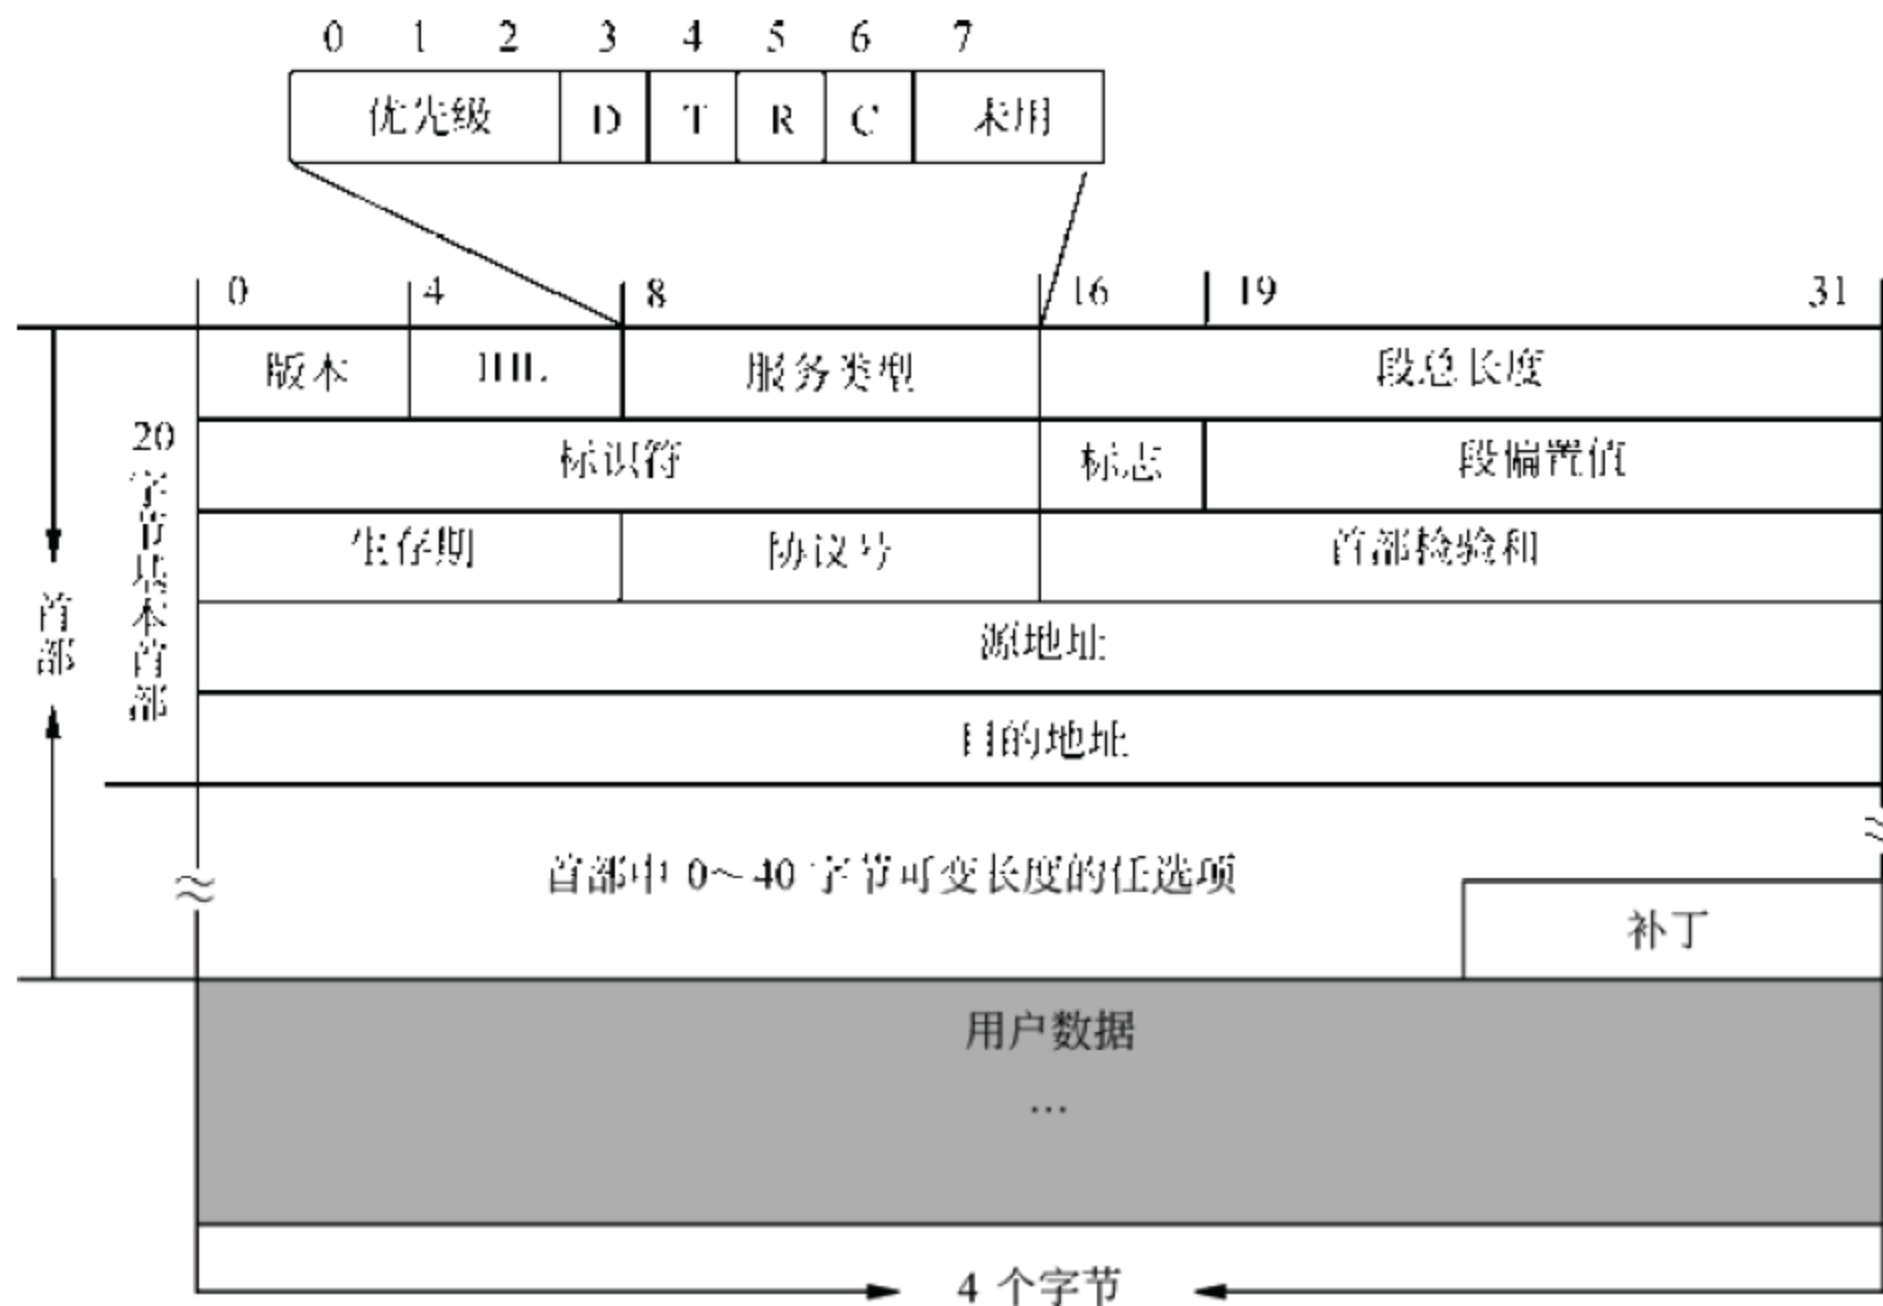 0 1 2 3 4 5 6 7
优先级 D T R C 未用
0 4 8 16 19 31
版本 IHL 服务类型 段总长度
标识符 标志 段偏置值
生存期 协议号 首部检验和
源地址
目的地址
首部
20字节基本首部
首部中 0～40 字节可变长度的任选项
补丁
用户数据
…
4 个字节